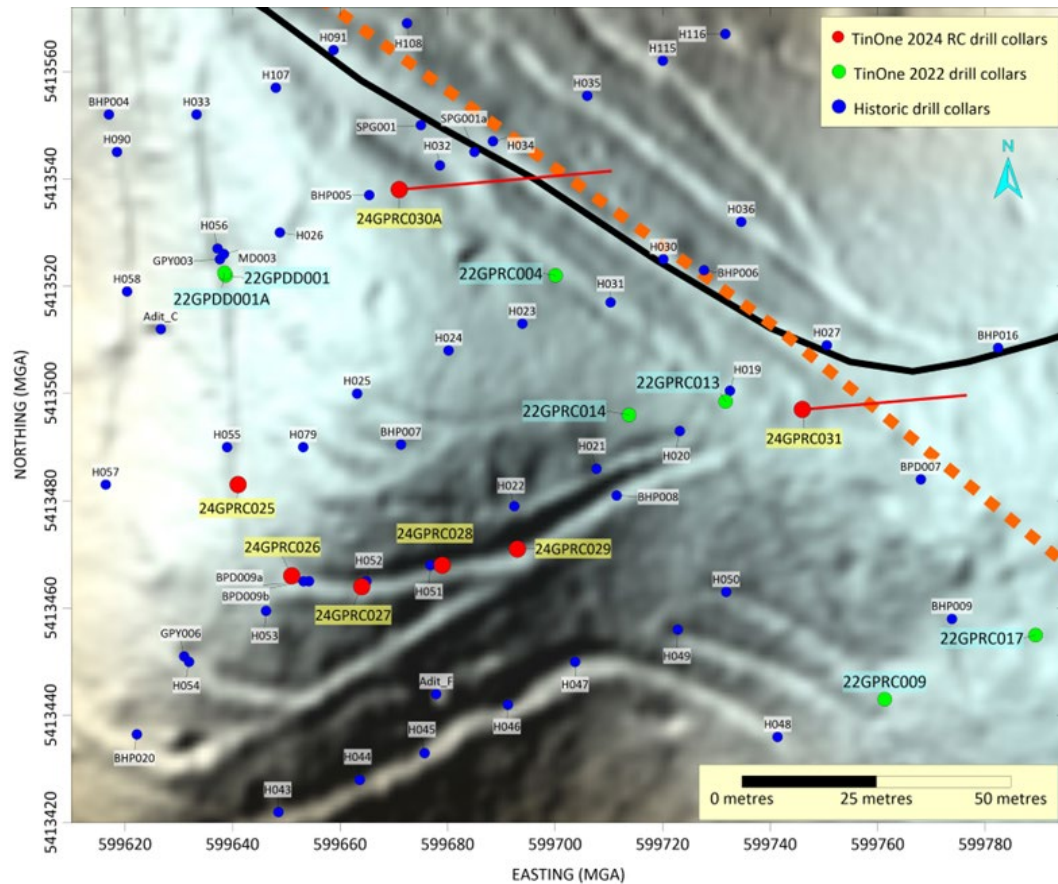 TinOne 2024 RC drill collars
TinOne 2022 drill collars
Historic drill collars
N
H091
H108
H116
H115
H107
H035
BHP004
H033
SPG001a
SPG001
H034
H090
H032
BHP005
24GPRC030A
H036
H056
H026
GPY003
MD003
H030
BHP006
H058
22GPDD001
22GPDD001A
22GPRC004
H031
Adit_C
H023
H024
H027
BHP016
22GPRC013
H019
H025
22GPRC014
24GPRC031
H055
H079
BHP007
H021
H020
H057
24GPRC025
BPD007
H022
BHP008
24GPRC026
24GPRC028
24GPRC029
H052
BPD009a
BPD009b
H051
24GPRC027
H050
H053
BHP009
GPY006
22GPRC017
H054
H049
Adit_F
H047
22GPRC009
H045
H046
H048
BHP020
H044
H043
0 metres 25 metres 50 metres
5413560
5413540
5413520
5413500
5413480
5413460
5413440
5413420
NORTHING (MGA)
599620 599640 599660 599680 599700 599720 599740 599760 599780
EASTING (MGA)